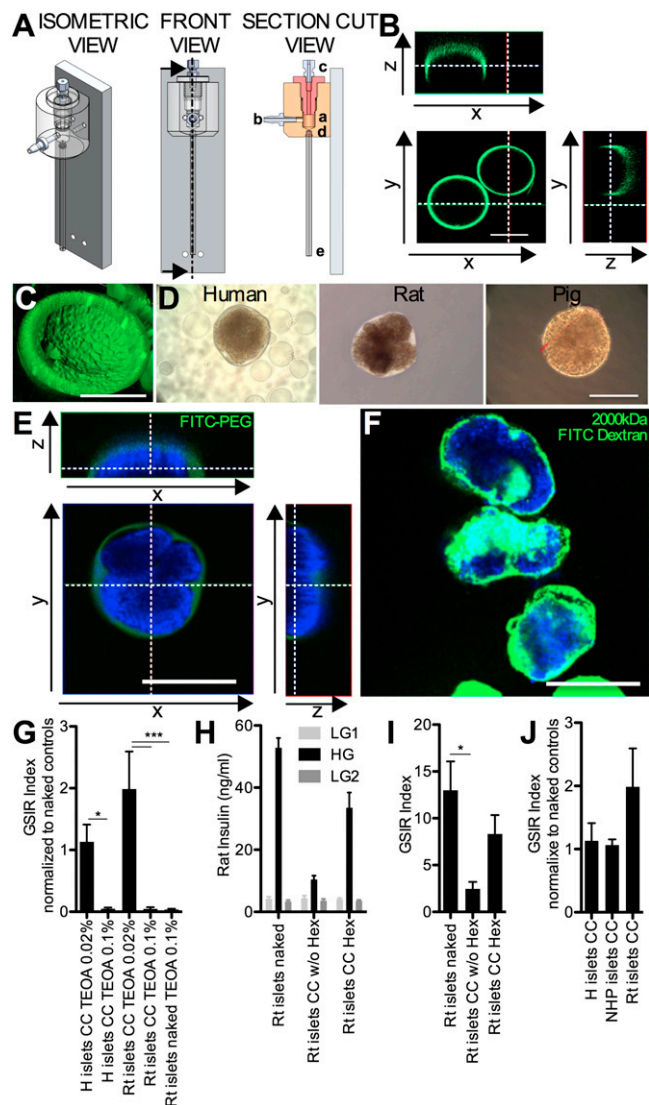 A
ISOMETRIC VIEW
FRONT VIEW
SECTION CUT VIEW
c
b
a
d
e
B
z
x
y
x
y
z
C
D
Human
Rat
Pig
E
FITC-PEG
z
x
y
x
y
z
F
2000kDa
FITC Dextran
G
GSIR Index
normalized to naked controls
3
2
1
0
*
***
H islets CC TEOA 0.02%
H islets CC TEOA 0.1%
Rt islets CC TEOA 0.02%
Rt islets CC TEOA 0.1%
Rt islets naked TEOA 0.1%
H
Rat Insulin (ng/ml)
60
40
20
0
LG1
HG
LG2
Rt islets naked
Rt islets CC w/o Hex
Rt islets CC Hex
I
GSIR Index
20
15
10
5
0
*
Rt islets naked
Rt islets CC w/o Hex
Rt islets CC Hex
J
GSIR Index
normalixe to naked controls
3
2
1
0
H islets CC
NHP islets CC
Rt islets CC